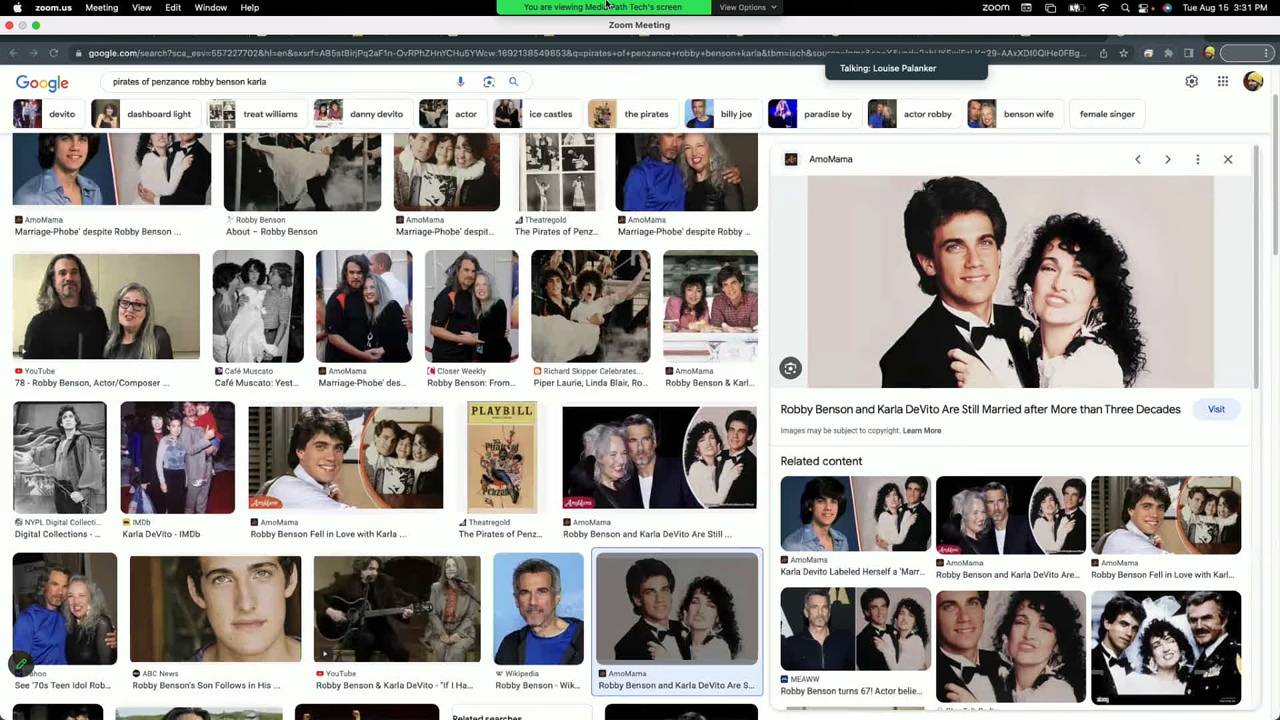 zoom.us Meeting View Edit Window Help
You are viewing MediaPath Tech's screen
View Options
zoom
Tue Aug 15 3:31 PM
Zoom Meeting
Talking: Louise Palanker
Google
pirates of penzance robby benson karla
devito
dashboard light
treat williams
danny devito
actor
ice castles
the pirates
billy joe
paradise by
actor robby
benson wife
female singer
AmoMama
Marriage-Phobe' despite Robby Benson ...
Robby Benson
About – Robby Benson
AmoMama
Marriage-Phobe' despit...
Theatregold
The Pirates of Penz...
AmoMama
Marriage-Phobe' despite Robby ...
YouTube
78 - Robby Benson, Actor/Composer ...
Café Muscato
Café Muscato: Yest...
AmoMama
Marriage-Phobe' des...
Closer Weekly
Robby Benson: From...
Richard Skipper Celebrates...
Piper Laurie, Linda Blair, Ro...
AmoMama
Robby Benson & Karl...
PLAYBILL
NYPL Digital Collecti...
Digital Collections - ...
IMDb
Karla DeVito - IMDb
AmoMama
Robby Benson Fell in Love with Karla ...
Theatregold
The Pirates of Penz...
AmoMama
Robby Benson and Karla DeVito Are Still ...
Yahoo
See '70s Teen Idol Rob...
ABC News
Robby Benson's Son Follows in His ...
YouTube
Robby Benson & Karla DeVito - "If I Ha...
Wikipedia
Robby Benson - Wik...
AmoMama
Robby Benson and Karla DeVito Are S...
Related searches
AmoMama
Robby Benson and Karla DeVito Are Still Married after More than Three Decades
Visit
Images may be subject to copyright. Learn More
Related content
AmoMama
Karla Devito Labeled Herself a 'Marr...
AmoMama
Robby Benson and Karla DeVito Are...
AmoMama
Robby Benson Fell in Love with Karl...
MEAWW
Robby Benson turns 67! Actor belie...